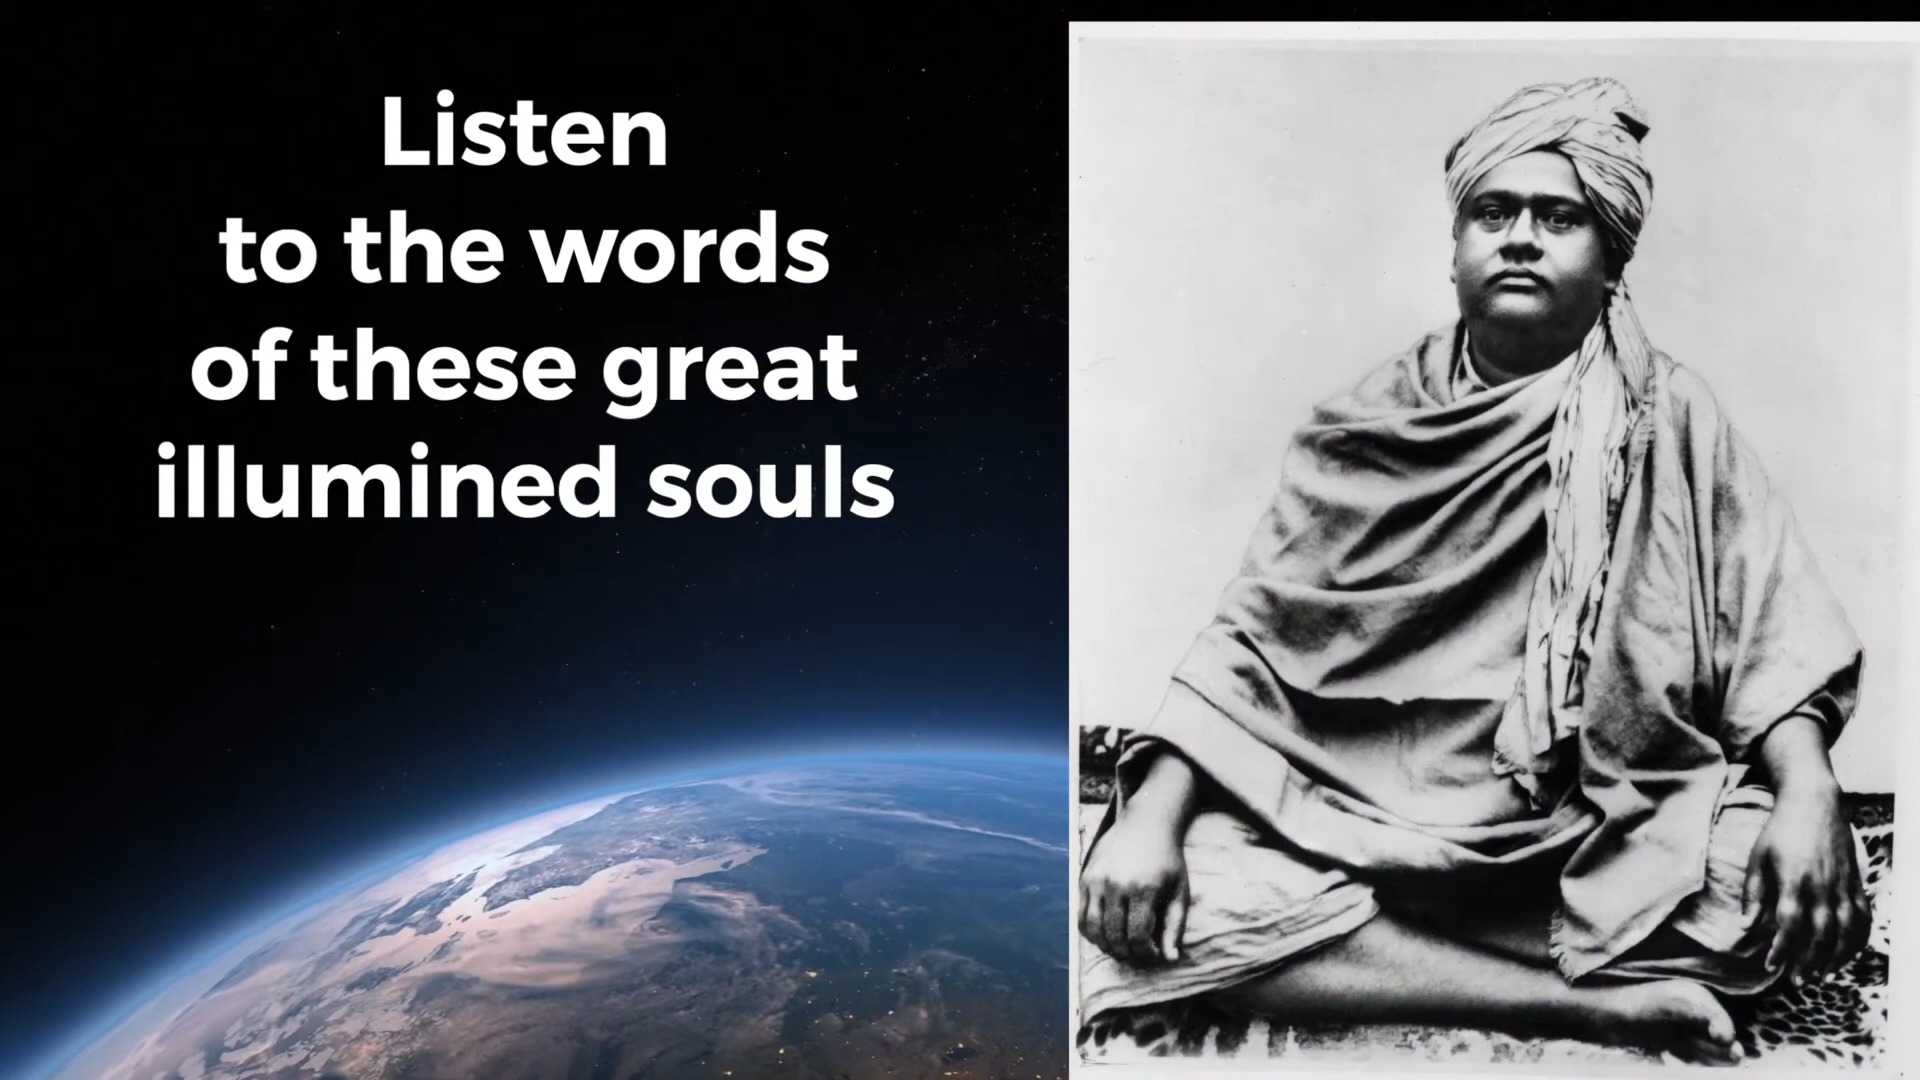 Listen
to the words
of these great
illumined souls